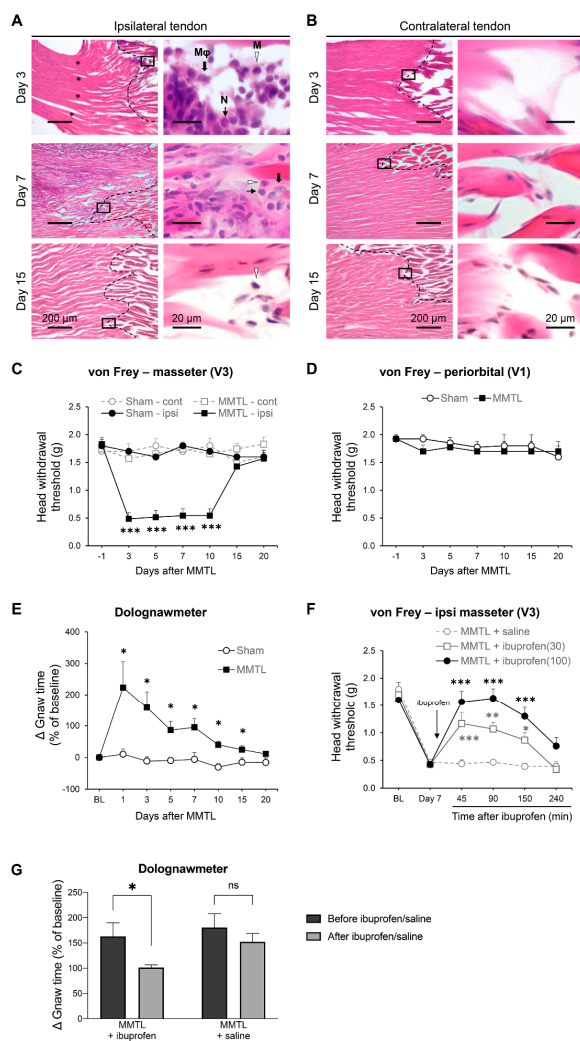 A
Ipsilateral tendon
B
Contralateral tendon
Day 3
Mφ
M
N
Day 3
Day 7
Day 7
Day 15
200 µm
20 µm
Day 15
200 µm
20 µm
C
von Frey – masseter (V3)
Sham - cont
MMTL - cont
Sham - ipsi
MMTL - ipsi
Head withdrawal
threshold (g)
2.5
2.0
1.5
1.0
0.5
0.0
*** *** *** ***
-1 3 5 7 10 15 20
Days after MMTL
D
von Frey – periorbital (V1)
Sham
MMTL
Head withdrawal
threshold (g)
2.5
2.0
1.5
1.0
0.5
0.0
-1 3 5 7 10 15 20
Days after MMTL
E
Dolognawmeter
Sham
MMTL
Δ Gnaw time
(% of baseline)
400
300
200
100
0
-100
* * * * * *
BL 1 3 5 7 10 15 20
Days after MMTL
F
von Frey – ipsi masseter (V3)
MMTL + saline
MMTL + ibuprofen(30)
MMTL + ibuprofen(100)
Head withdrawal
threshold (g)
2.5
2.0
1.5
1.0
0.5
0.0
ibuprofen
*** *** ***
*** ** *
BL Day 7 45 90 150 240
Time after ibuprofen (min)
G
Dolognawmeter
Δ Gnaw time (% of baseline)
250
200
150
100
50
0
*
ns
Before ibuprofen/saline
After ibuprofen/saline
MMTL
+ ibuprofen
MMTL
+ saline